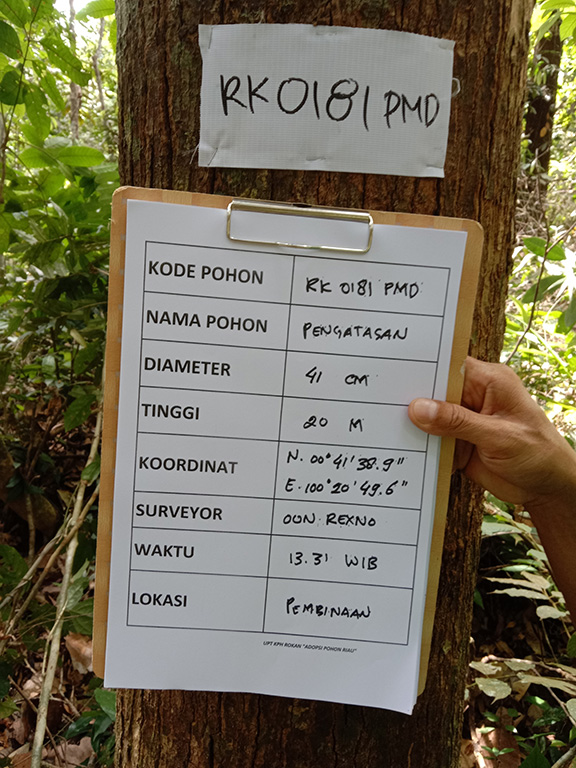 RK 0181 PMD
KODE POHON RK 0181 PMD
NAMA POHON PENGATASAN
DIAMETER 41 CM
TINGGI 20 M
KOORDINAT N. 00° 41' 38.9"
E. 100° 20' 49.6"
SURVEYOR OON. REXNO
WAKTU 13.31 WIB
LOKASI PEMBINAAN
UPT KPH ROKAN "ADOPSI POHON RIAU"